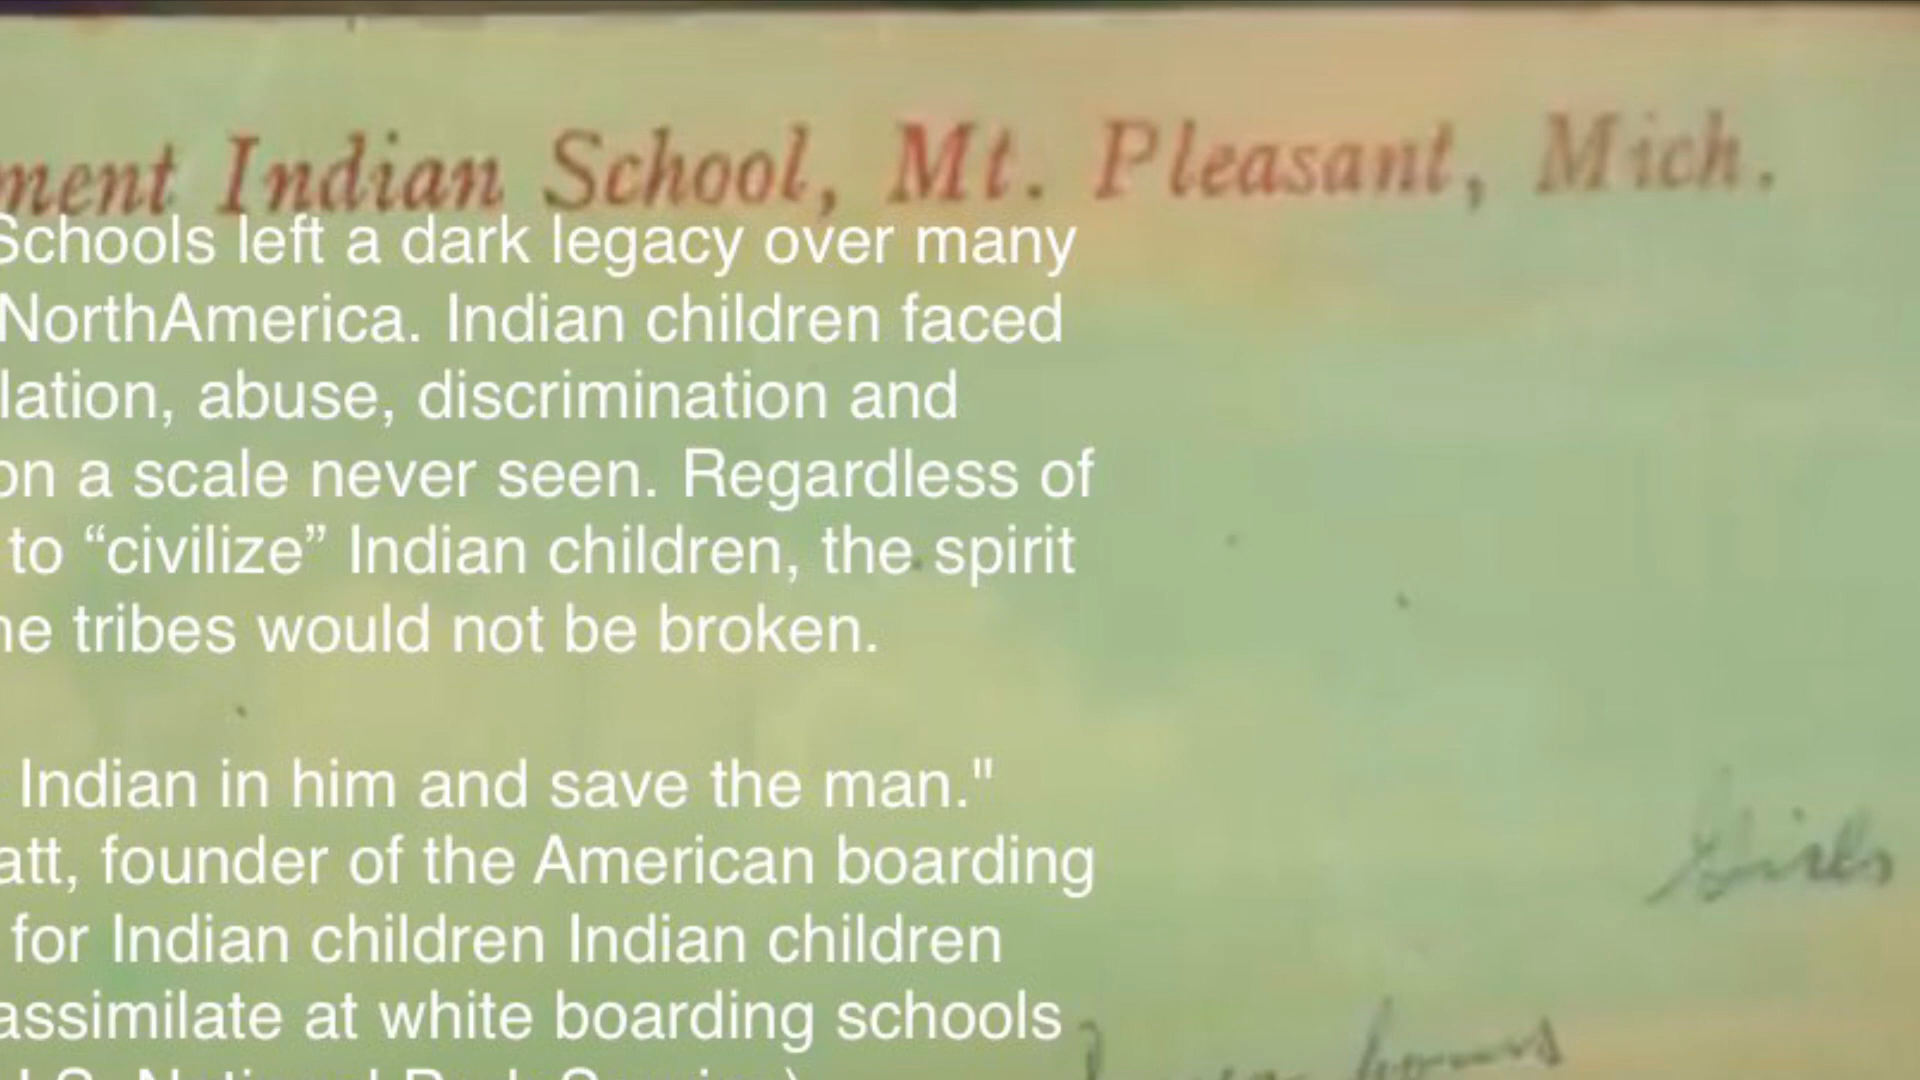 ment Indian School, Mt. Pleasant, Mich.
Schools left a dark legacy over many
NorthAmerica. Indian children faced
lation, abuse, discrimination and
on a scale never seen. Regardless of
to “civilize” Indian children, the spirit
he tribes would not be broken.
Indian in him and save the man."
att, founder of the American boarding
for Indian children Indian children
assimilate at white boarding schools
Girls